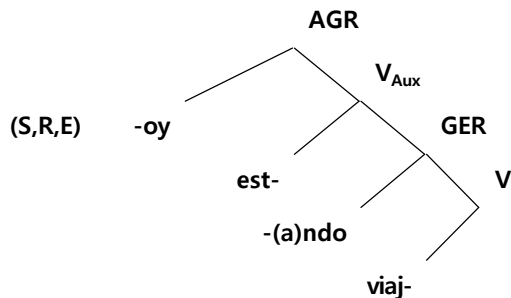 AGR
V_Aux
(S,R,E) -oy GER
est- V
-(a)ndo
viaj-